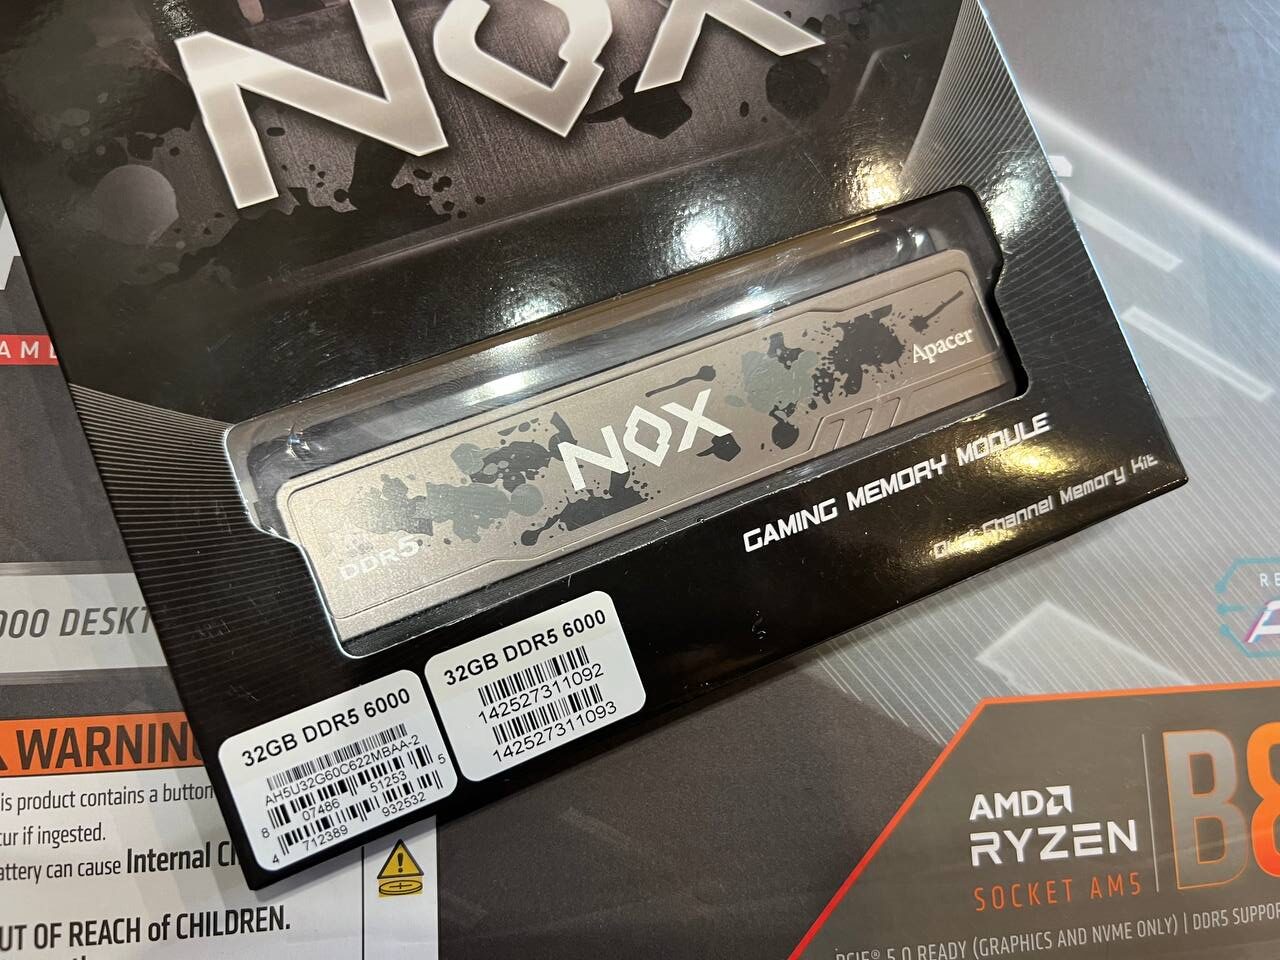 NOX
NOX
Apacer
DDR5
GAMING MEMORY MODULE
Dual-Channel Memory Kit
32GB DDR5 6000
AH5U32G60C622MBAA-2
8 07486 51253 5
4 712389 932532
32GB DDR5 6000
142527311092
142527311093
000 DESKT
WARNIN
is product contains a button
cur if ingested.
attery can cause Internal C
UT OF REACH of CHILDREN.
AMD
RYZEN
SOCKET AM5
B8
PCIE® 5.0 READY (GRAPHICS AND NVME ONLY) | DDR5 SUPPO